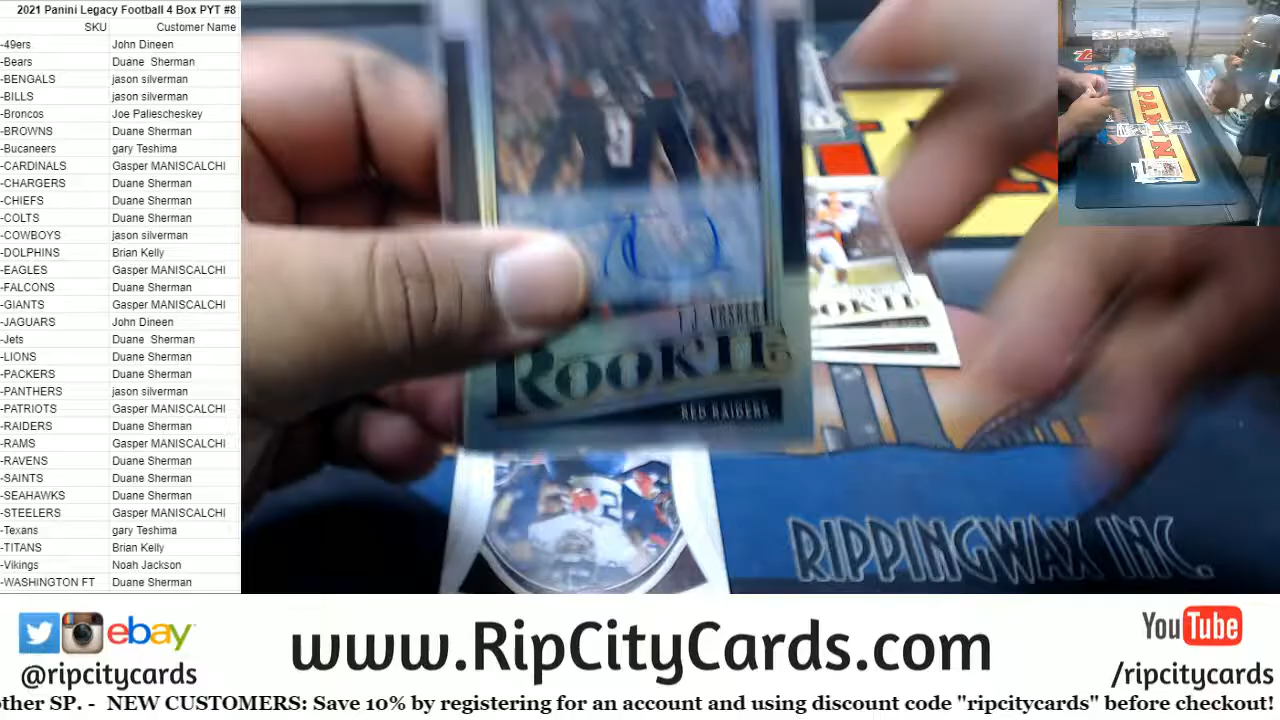 2021 Panini Legacy Football 4 Box PYT #8
SKU Customer Name
-49ers John Dineen
-Bears Duane Sherman
-BENGALS jason silverman
-BILLS jason silverman
-Broncos Joe Paliescheskey
-BROWNS Duane Sherman
-Bucaneers gary Teshima
-CARDINALS Gasper MANISCALCHI
-CHARGERS Duane Sherman
-CHIEFS Duane Sherman
-COLTS Duane Sherman
-COWBOYS jason silverman
-DOLPHINS Brian Kelly
-EAGLES Gasper MANISCALCHI
-FALCONS Duane Sherman
-GIANTS Gasper MANISCALCHI
-JAGUARS John Dineen
-Jets Duane Sherman
-LIONS Duane Sherman
-PACKERS Duane Sherman
-PANTHERS jason silverman
-PATRIOTS Gasper MANISCALCHI
-RAIDERS Duane Sherman
-RAMS Gasper MANISCALCHI
-RAVENS Duane Sherman
-SAINTS Duane Sherman
-SEAHAWKS Duane Sherman
-STEELERS Gasper MANISCALCHI
-Texans gary Teshima
-TITANS Brian Kelly
-Vikings Noah Jackson
-WASHINGTON FT Duane Sherman
PANINI
ROOKIE
RED RAIDERS
RIPPINGWAX INC.
ebay
@ripcitycards
www.RipCityCards.com
YouTube
/ripcitycards
other SP. - NEW CUSTOMERS: Save 10% by registering for an account and using discount code "ripcitycards" before checkout!